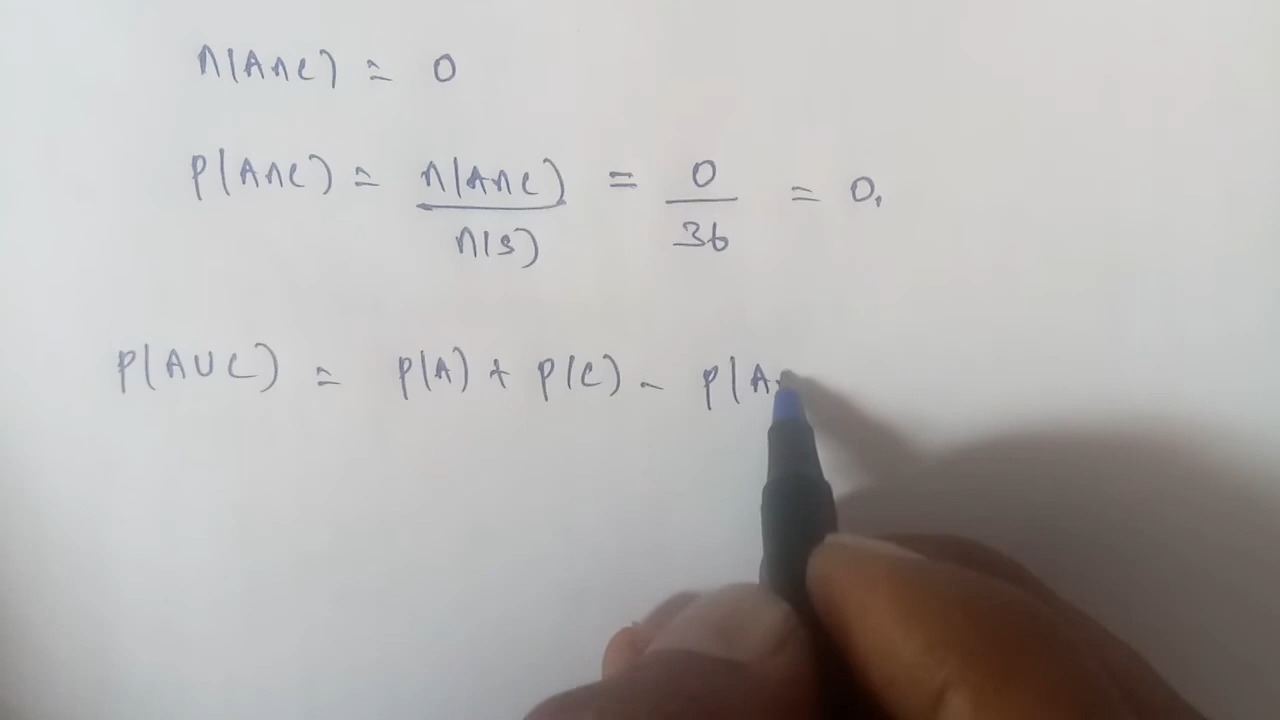 n(A∩C) = 0
P(A∩C) = n(A∩C) / n(S) = 0 / 36 = 0.
P(A∪C) = P(A) + P(C) - P(A